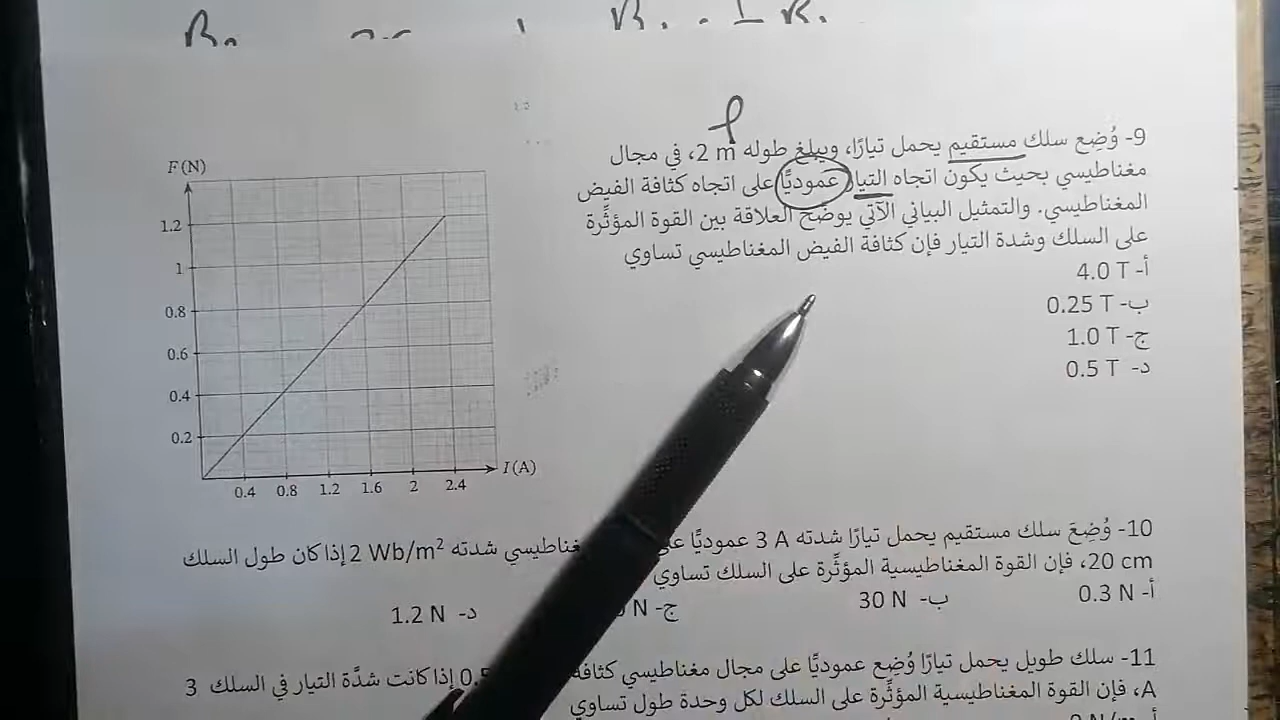 9- وُضِع سلك مستقيم يحمل تيارًا، ويبلغ طوله 2 m، في مجال
مغناطيسي بحيث يكون اتجاه التيار عموديًّا على اتجاه كثافة الفيض
المغناطيسي. والتمثيل البياني الآتي يوضح العلاقة بين القوة المؤثِّرة
على السلك وشدة التيار فإن كثافة الفيض المغناطيسي تساوي
أ- 4.0 T
ب- 0.25 T
ج- 1.0 T
د- 0.5 T
F(N)
1.2
1
0.8
0.6
0.4
0.2
0.4 0.8 1.2 1.6 2 2.4
I(A)
10- وُضِعَ سلك مستقيم يحمل تيارًا شدته 3 A عموديًّا شدته 2 Wb/m² إذا كان طول السلك
20 cm، فإن القوة المغناطيسية المؤثِّرة على السلك تساوي
أ- 0.3 N ب- 30 N ج- N د- 1.2 N
11- سلك طويل يحمل تيارًا وُضِع عموديًّا على مجال مغناطيسي إذا كانت شدَّة التيار في السلك 3
A، فإن القوة المغناطيسية المؤثِّرة على السلك لكل وحدة طول تساوي